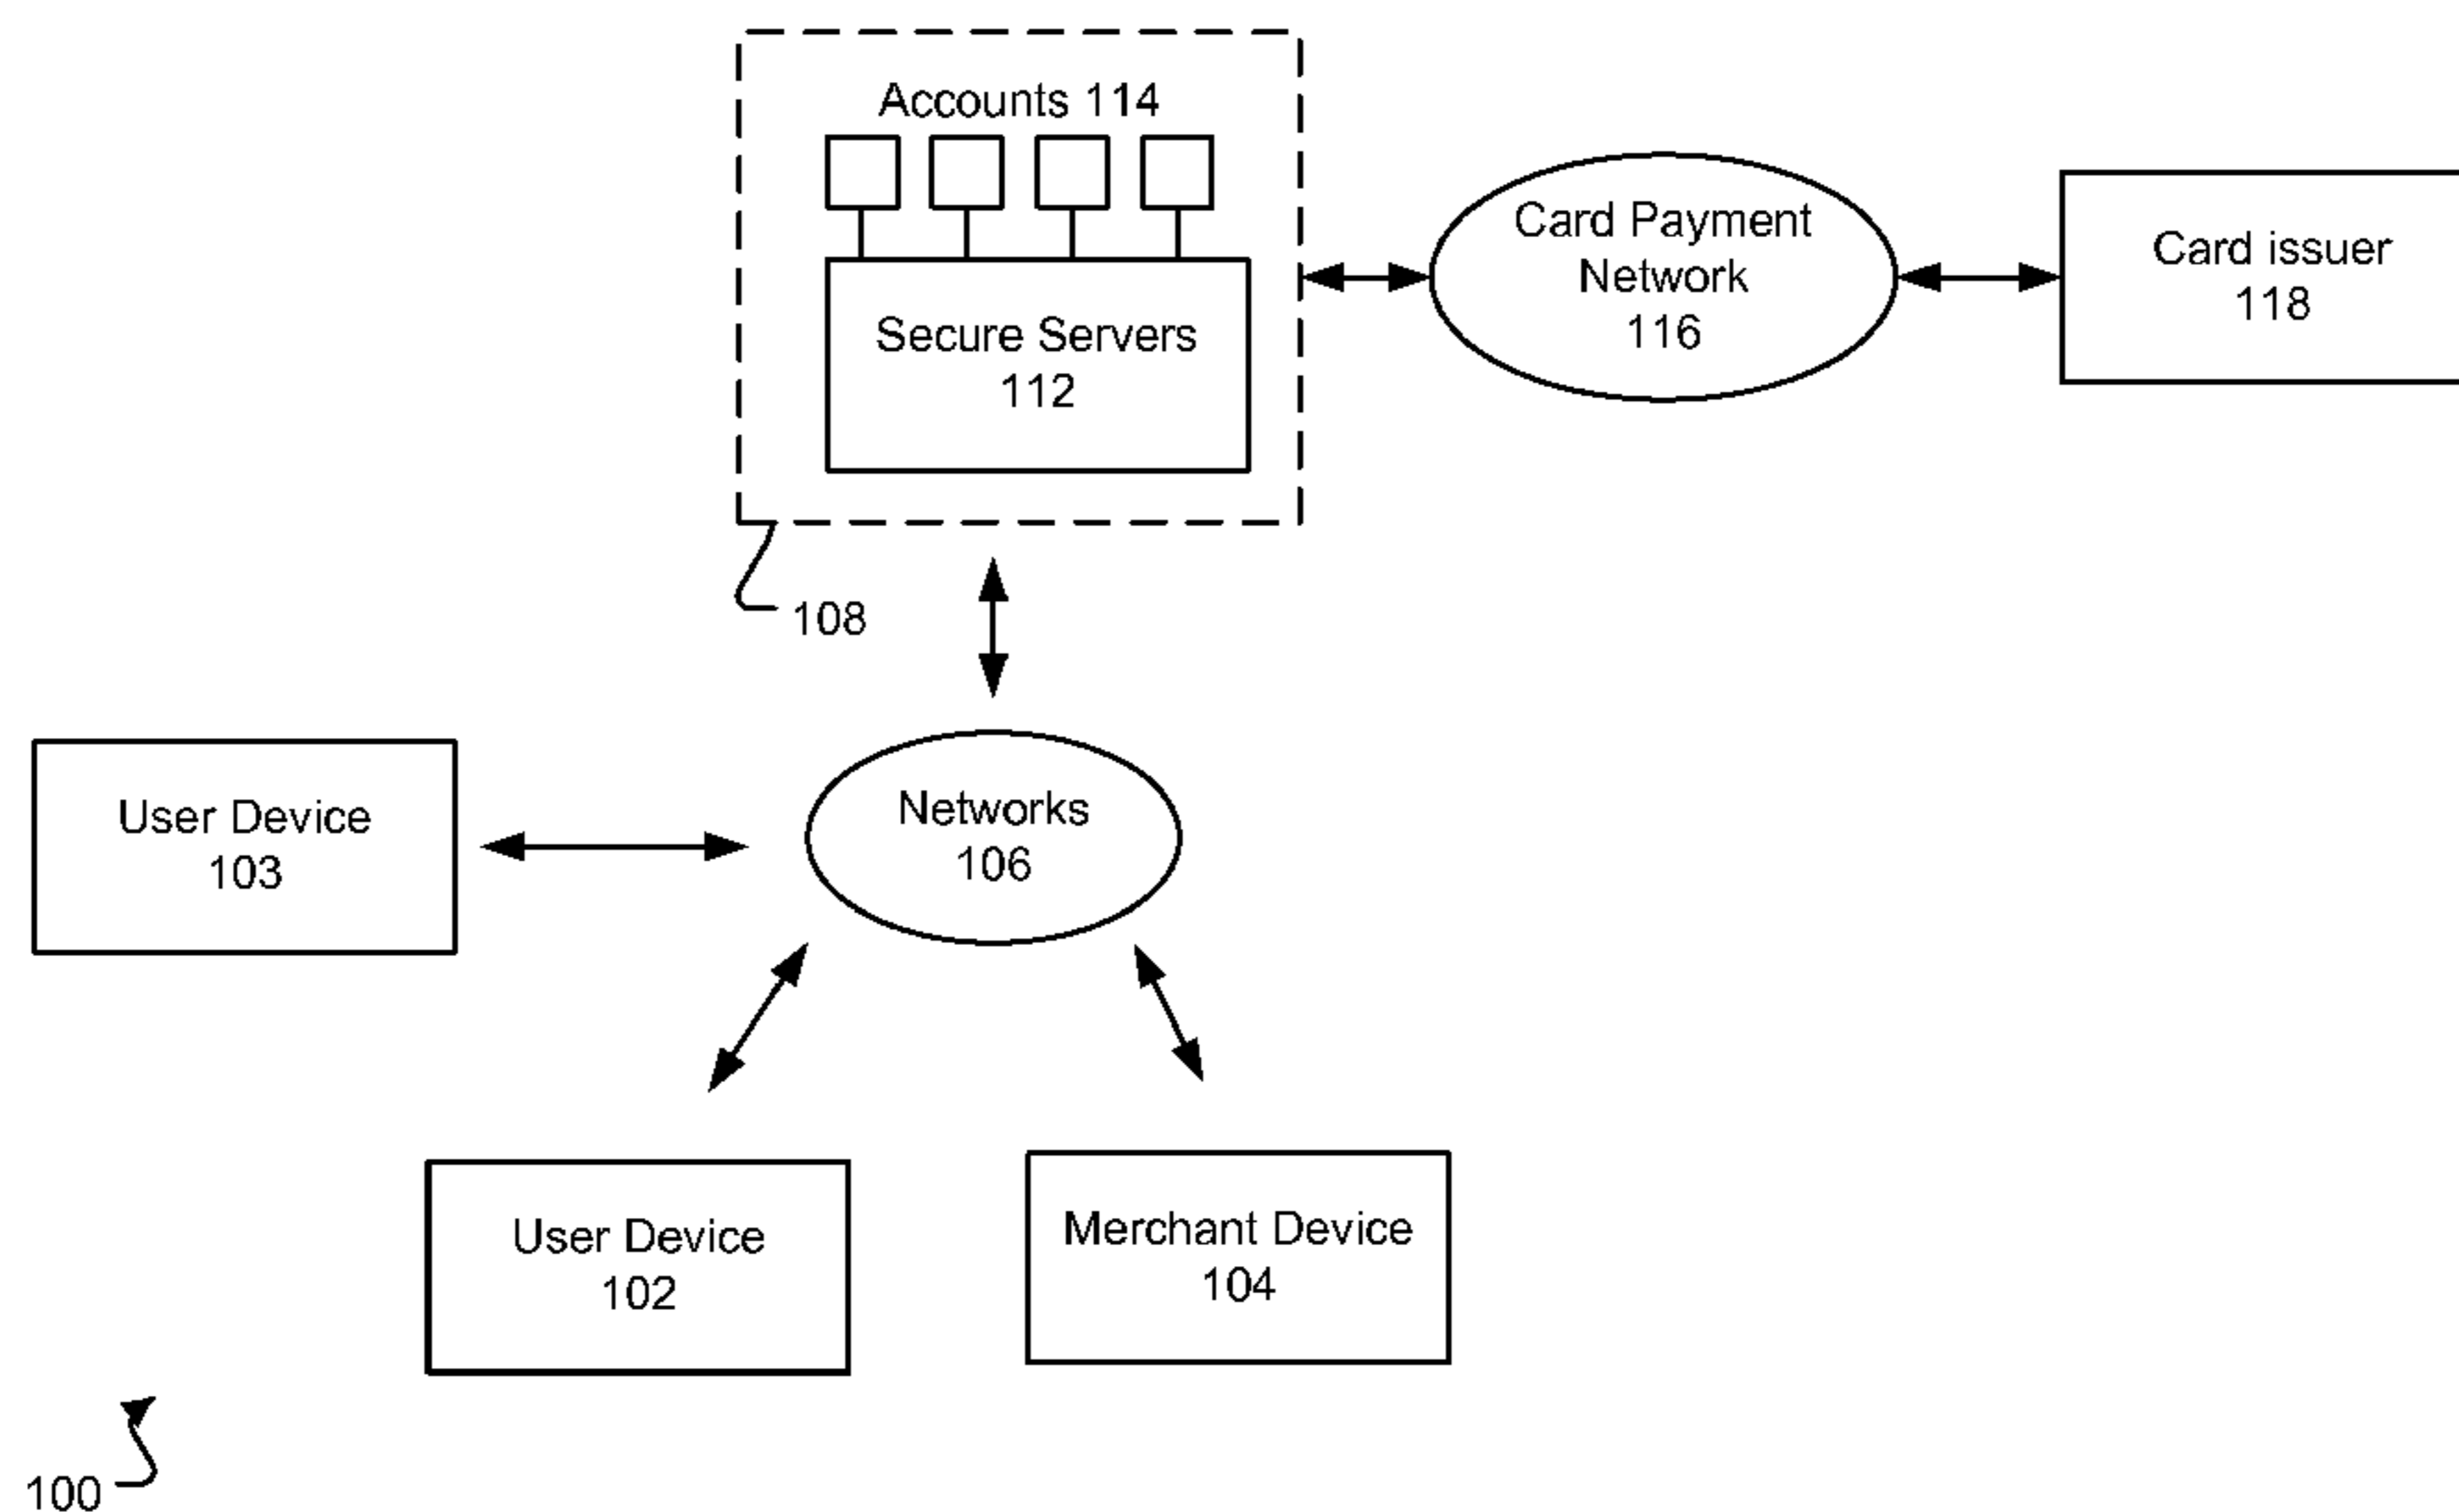 Accounts 114
Secure Servers
112
Card Payment
Network
116
Card issuer
118
108
User Device
103
Networks
106
User Device
102
Merchant Device
104
100